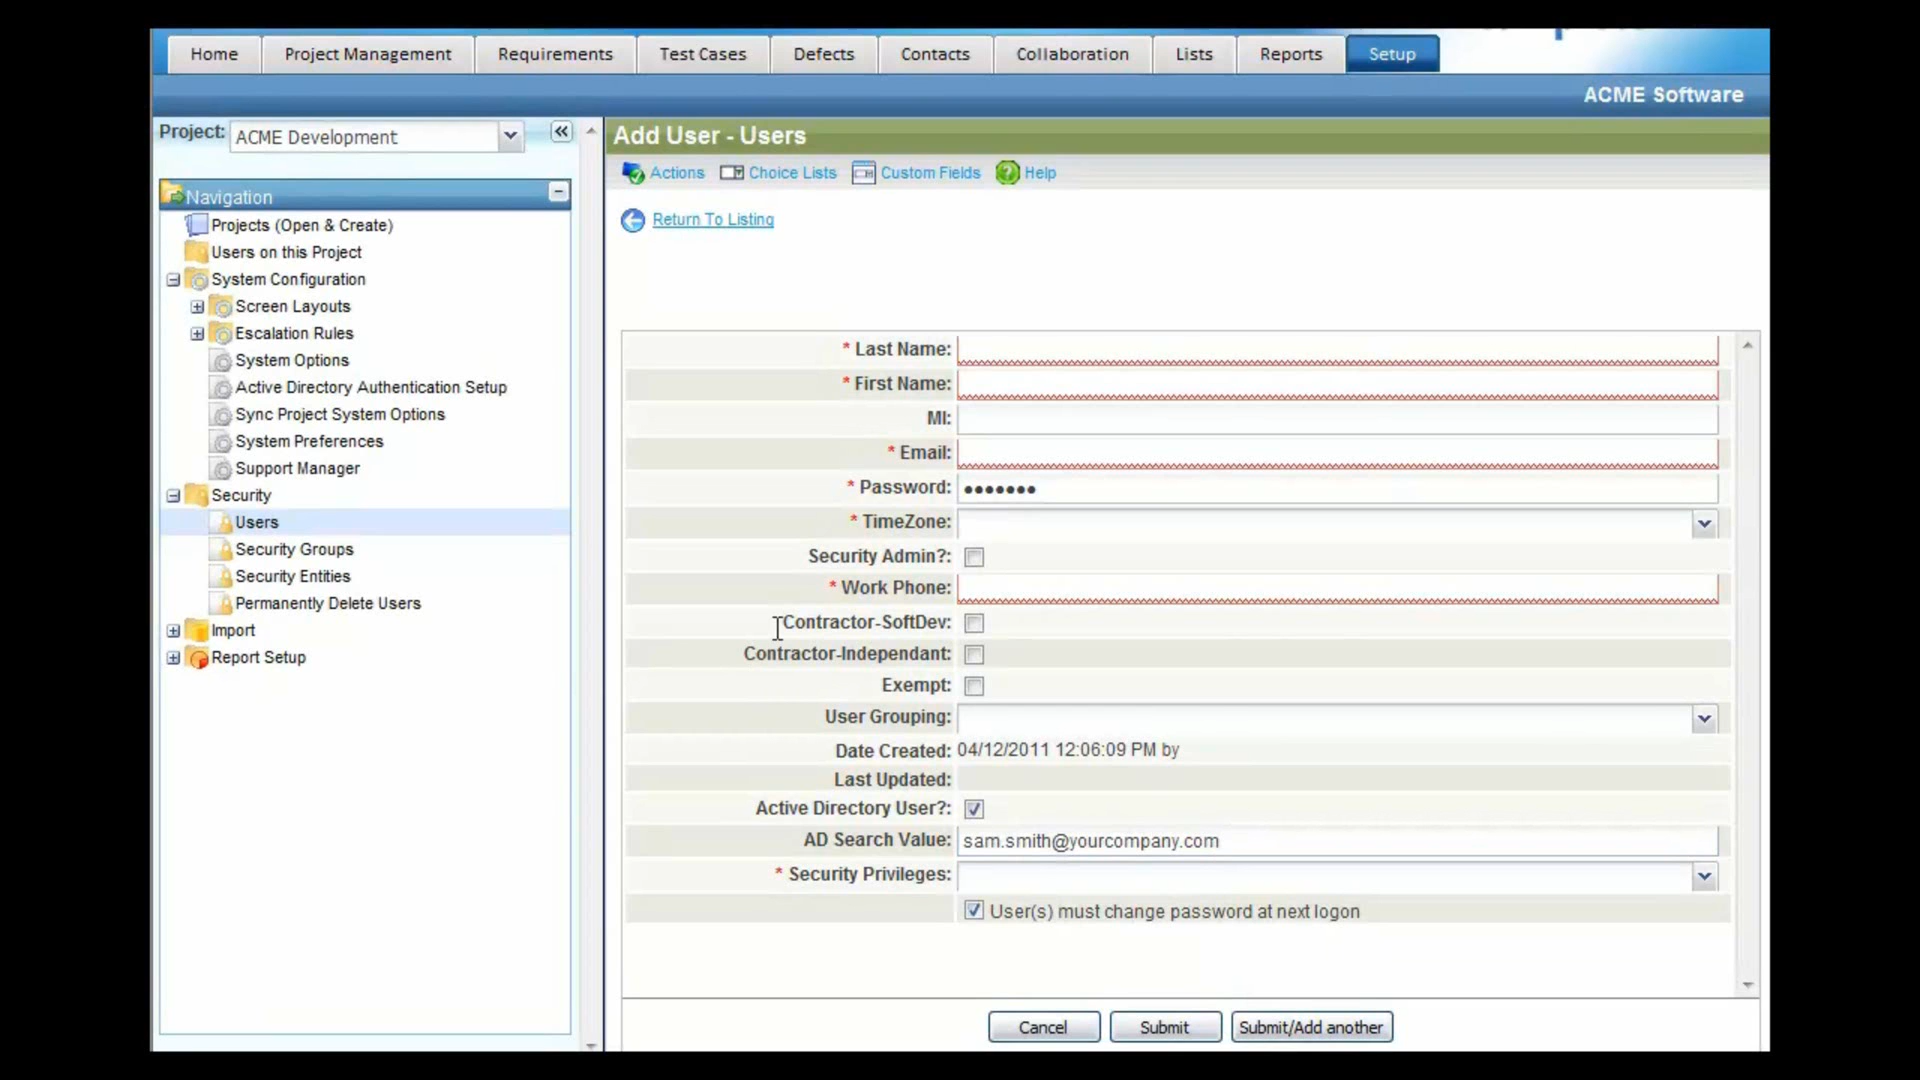 Home Project Management Requirements Test Cases Defects Contacts Collaboration Lists Reports Setup
ACME Software
Project: ACME Development
Navigation
Projects (Open & Create)
Users on this Project
System Configuration
Screen Layouts
Escalation Rules
System Options
Active Directory Authentication Setup
Sync Project System Options
System Preferences
Support Manager
Security
Users
Security Groups
Security Entities
Permanently Delete Users
Import
Report Setup
Add User - Users
Actions Choice Lists Custom Fields Help
Return To Listing
* Last Name:
* First Name:
MI:
* Email:
* Password: •••••••
* TimeZone:
Security Admin?:
* Work Phone:
Contractor-SoftDev:
Contractor-Independant:
Exempt:
User Grouping:
Date Created: 04/12/2011 12:06:09 PM by
Last Updated:
Active Directory User?:
AD Search Value: sam.smith@yourcompany.com
* Security Privileges:
User(s) must change password at next logon
Cancel Submit Submit/Add another